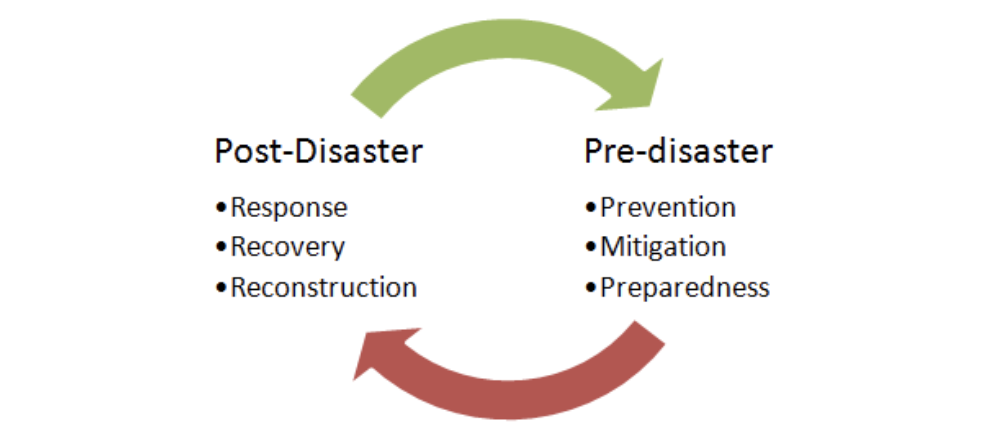 Post-Disaster
•Response
•Recovery
•Reconstruction
Pre-disaster
•Prevention
•Mitigation
•Preparedness